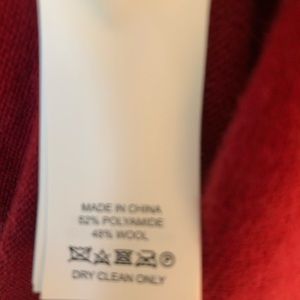 MADE IN CHINA
52% POLYAMIDE
48% WOOL
DRY CLEAN ONLY